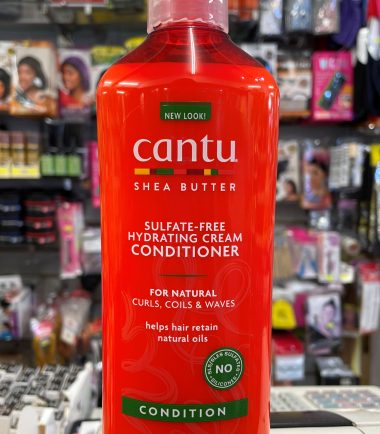 NEW LOOK!
cantu
SHEA BUTTER
SULFATE-FREE
HYDRATING CREAM
CONDITIONER
FOR NATURAL
CURLS, COILS & WAVES
helps hair retain
natural oils
NO
SILICONES
CONDITION